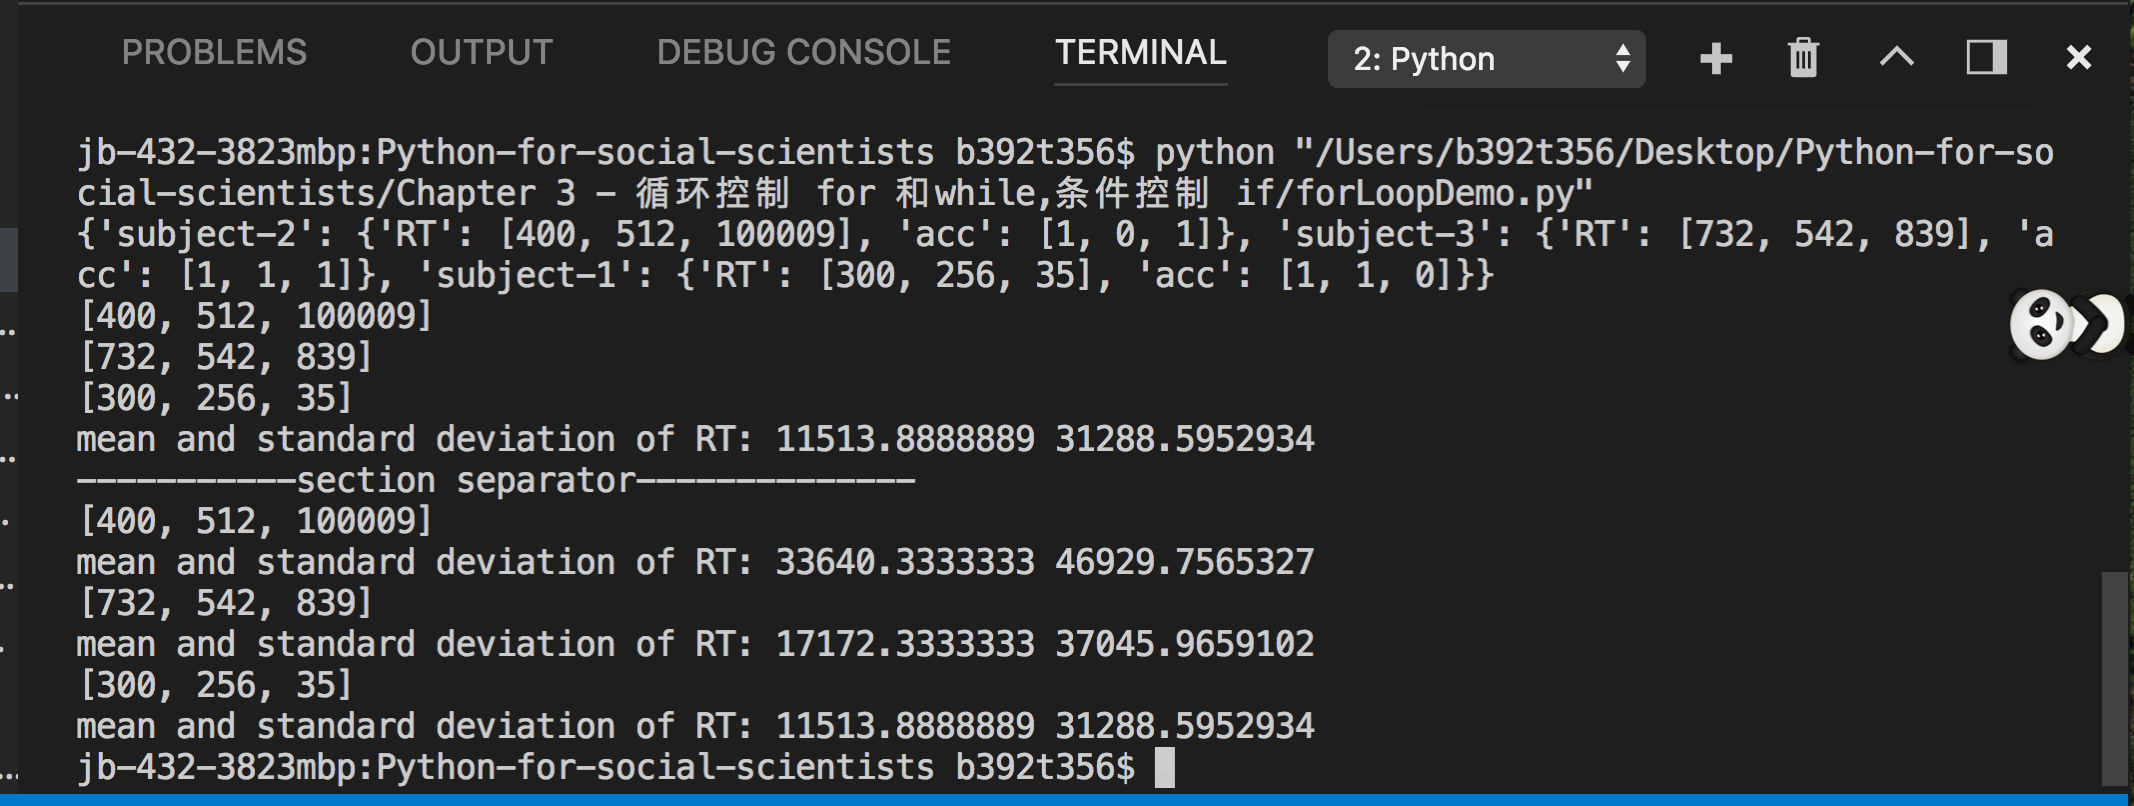 PROBLEMS OUTPUT DEBUG CONSOLE TERMINAL 2: Python
jb-432-3823mbp:Python-for-social-scientists b392t356$ python "/Users/b392t356/Desktop/Python-for-so
cial-scientists/Chapter 3 - 循环控制 for 和while,条件控制 if/forLoopDemo.py"
{'subject-2': {'RT': [400, 512, 100009], 'acc': [1, 0, 1]}, 'subject-3': {'RT': [732, 542, 839], 'a
cc': [1, 1, 1]}, 'subject-1': {'RT': [300, 256, 35], 'acc': [1, 1, 0]}}
[400, 512, 100009]
[732, 542, 839]
[300, 256, 35]
mean and standard deviation of RT: 11513.8888889 31288.5952934
-----------section separator--------------
[400, 512, 100009]
mean and standard deviation of RT: 33640.3333333 46929.7565327
[732, 542, 839]
mean and standard deviation of RT: 17172.3333333 37045.9659102
[300, 256, 35]
mean and standard deviation of RT: 11513.8888889 31288.5952934
jb-432-3823mbp:Python-for-social-scientists b392t356$